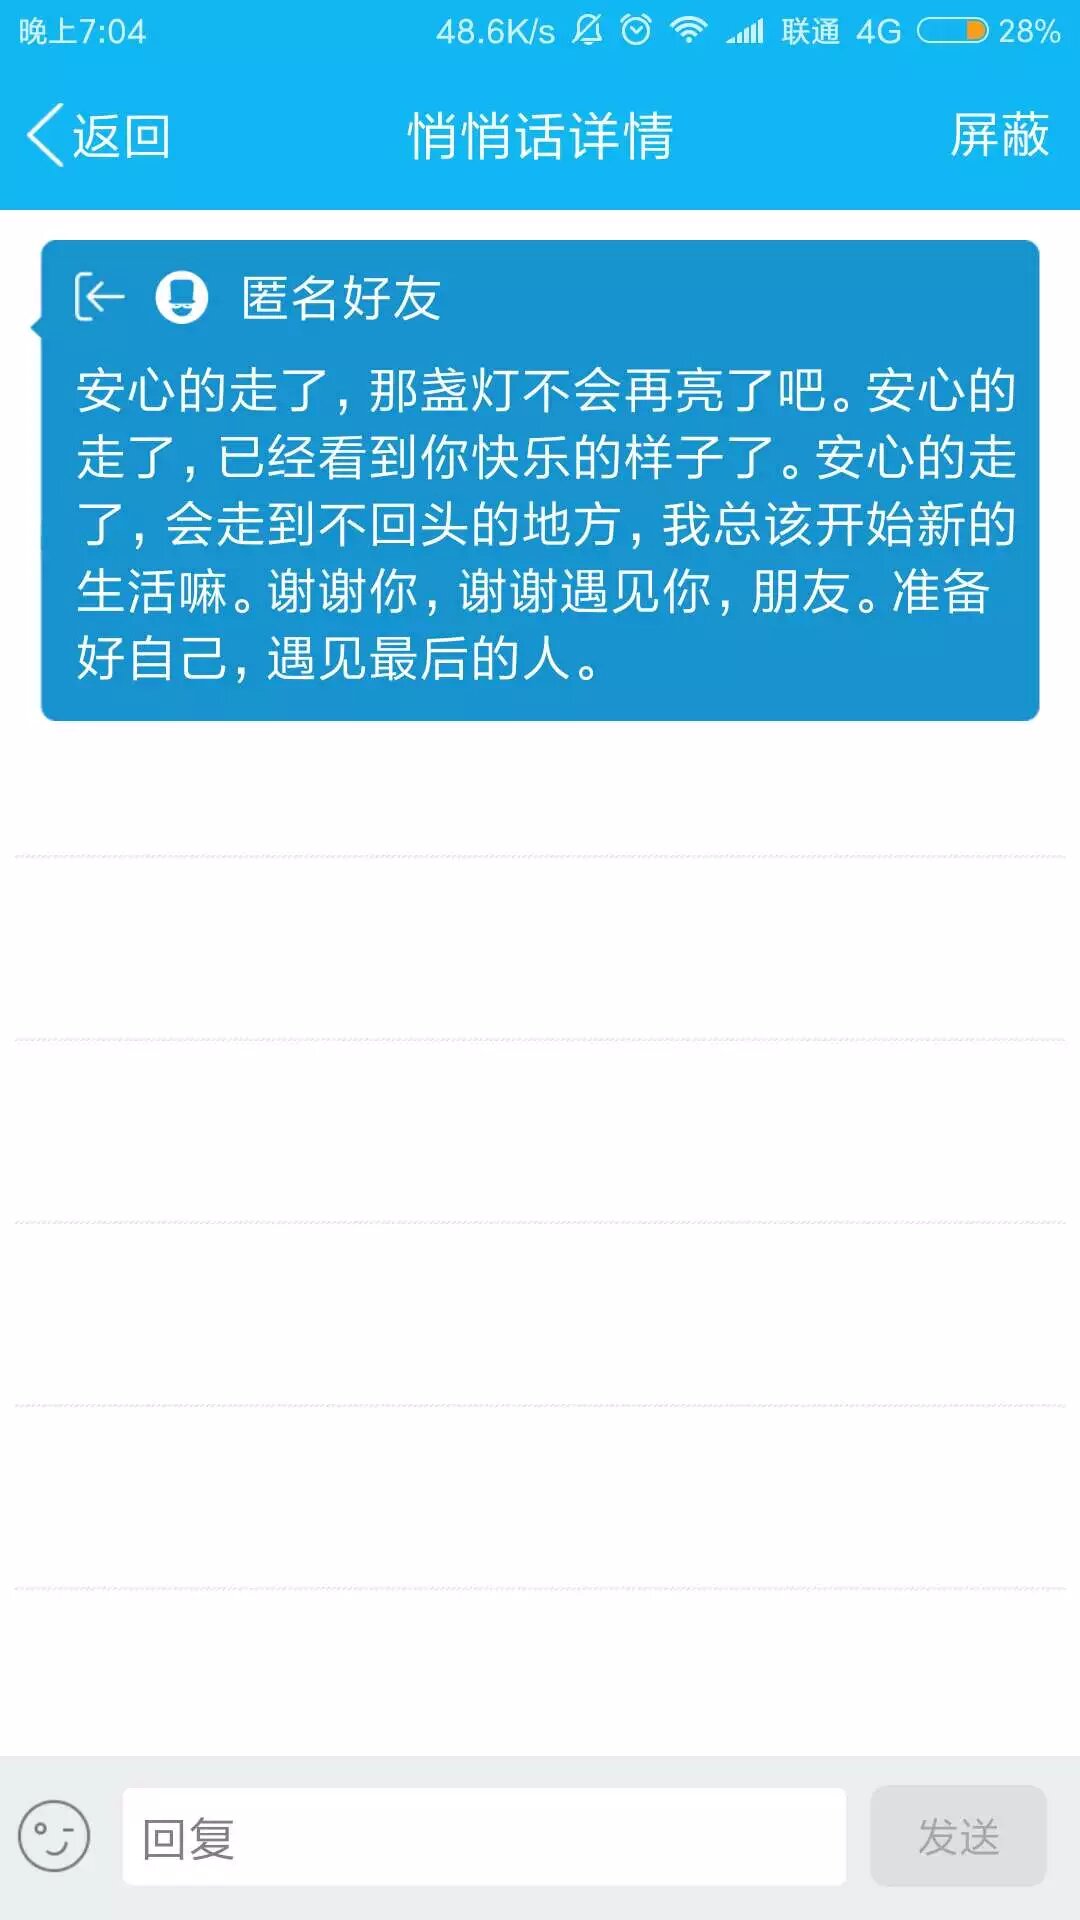 晚上7:04 48.6K/s 联通 4G 28%
返回 悄悄话详情 屏蔽
匿名好友
安心的走了，那盏灯不会再亮了吧。安心的
走了，已经看到你快乐的样子了。安心的走
了，会走到不回头的地方，我总该开始新的
生活嘛。谢谢你，谢谢遇见你，朋友。准备
好自己，遇见最后的人。
回复 发送